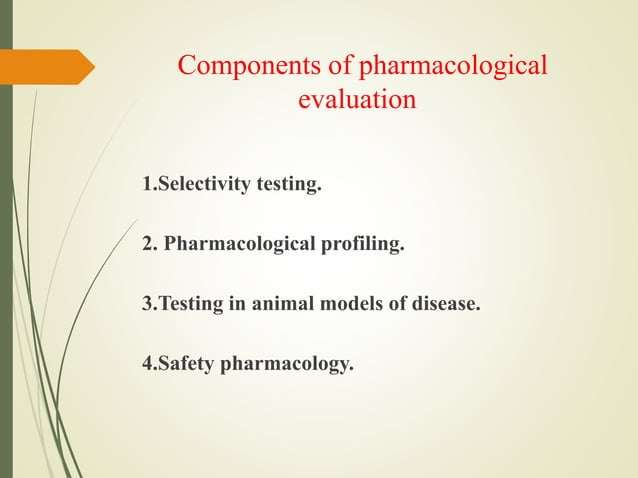 Components of pharmacological
evaluation
1.Selectivity testing.
2. Pharmacological profiling.
3.Testing in animal models of disease.
4.Safety pharmacology.